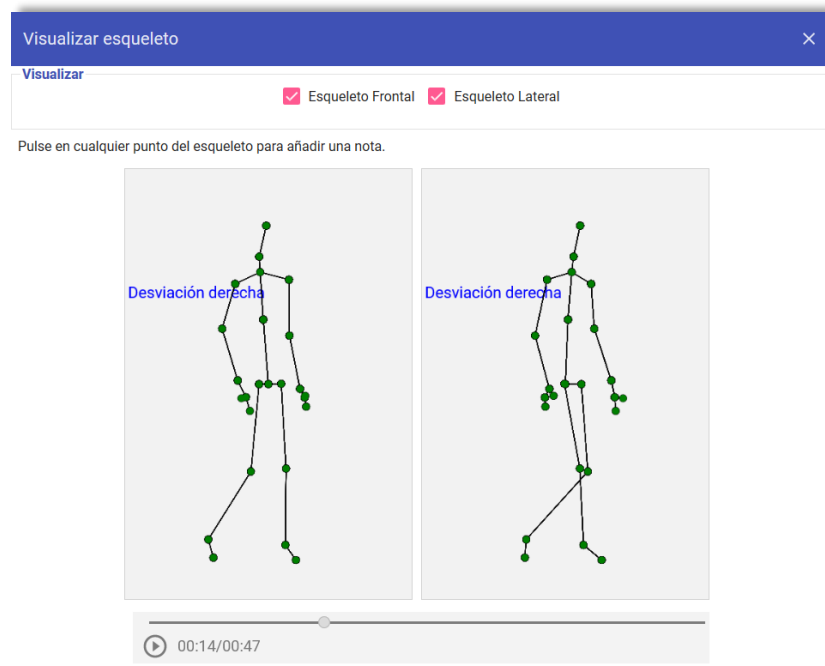 Visualizar esqueleto
Visualizar
Esqueleto Frontal Esqueleto Lateral
Pulse en cualquier punto del esqueleto para añadir una nota.
Desviación derecha Desviación derecha
00:14/00:47